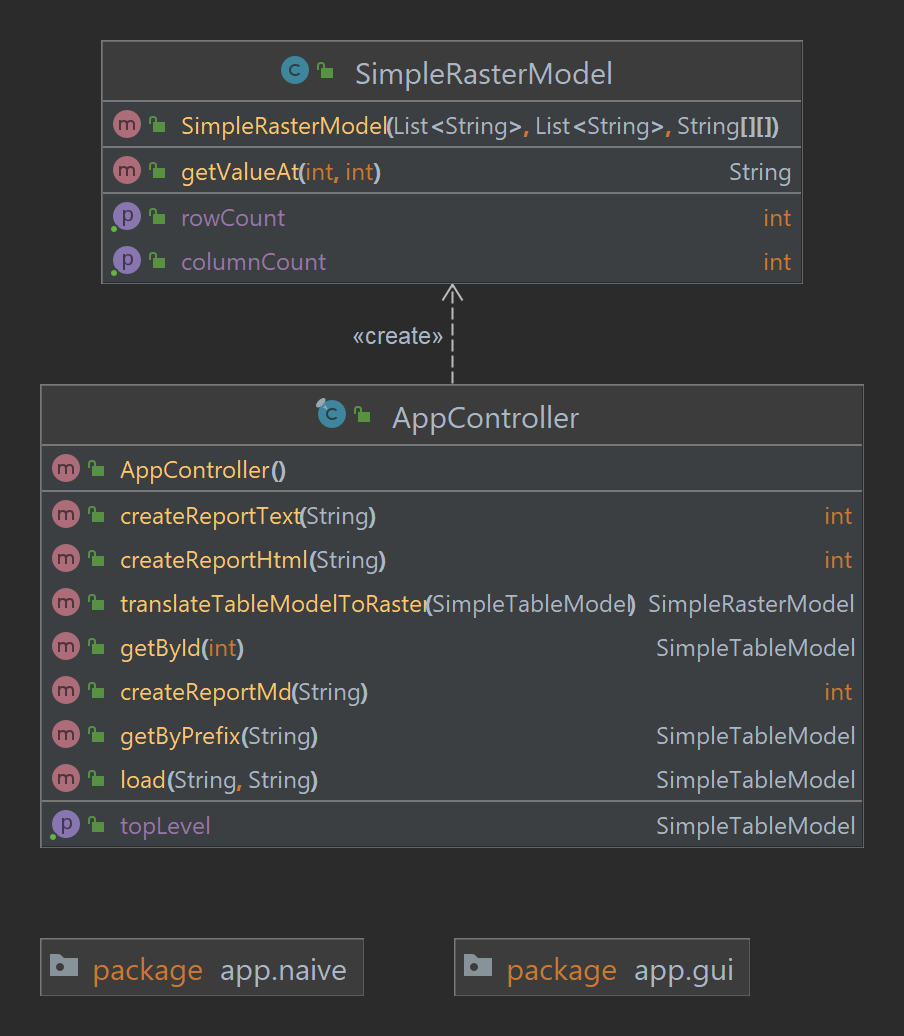 SimpleRasterModel
SimpleRasterModel(List<String>, List<String>, String[][])
getValueAt(int, int) String
rowCount int
columnCount int
«create»
AppController
AppController()
createReportText(String) int
createReportHtml(String) int
translateTableModelToRaster(SimpleTableModel) SimpleRasterModel
getById(int) SimpleTableModel
createReportMd(String) int
getByPrefix(String) SimpleTableModel
load(String, String) SimpleTableModel
topLevel SimpleTableModel
package app.naive
package app.gui